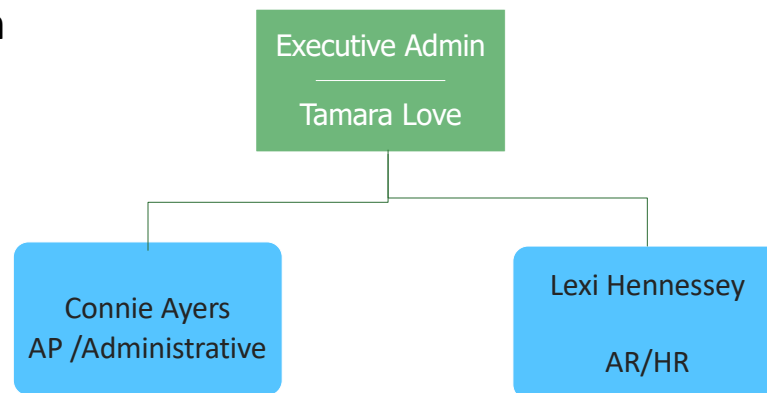 Executive Admin
Tamara Love
Connie Ayers
AP /Administrative
Lexi Hennessey
AR/HR